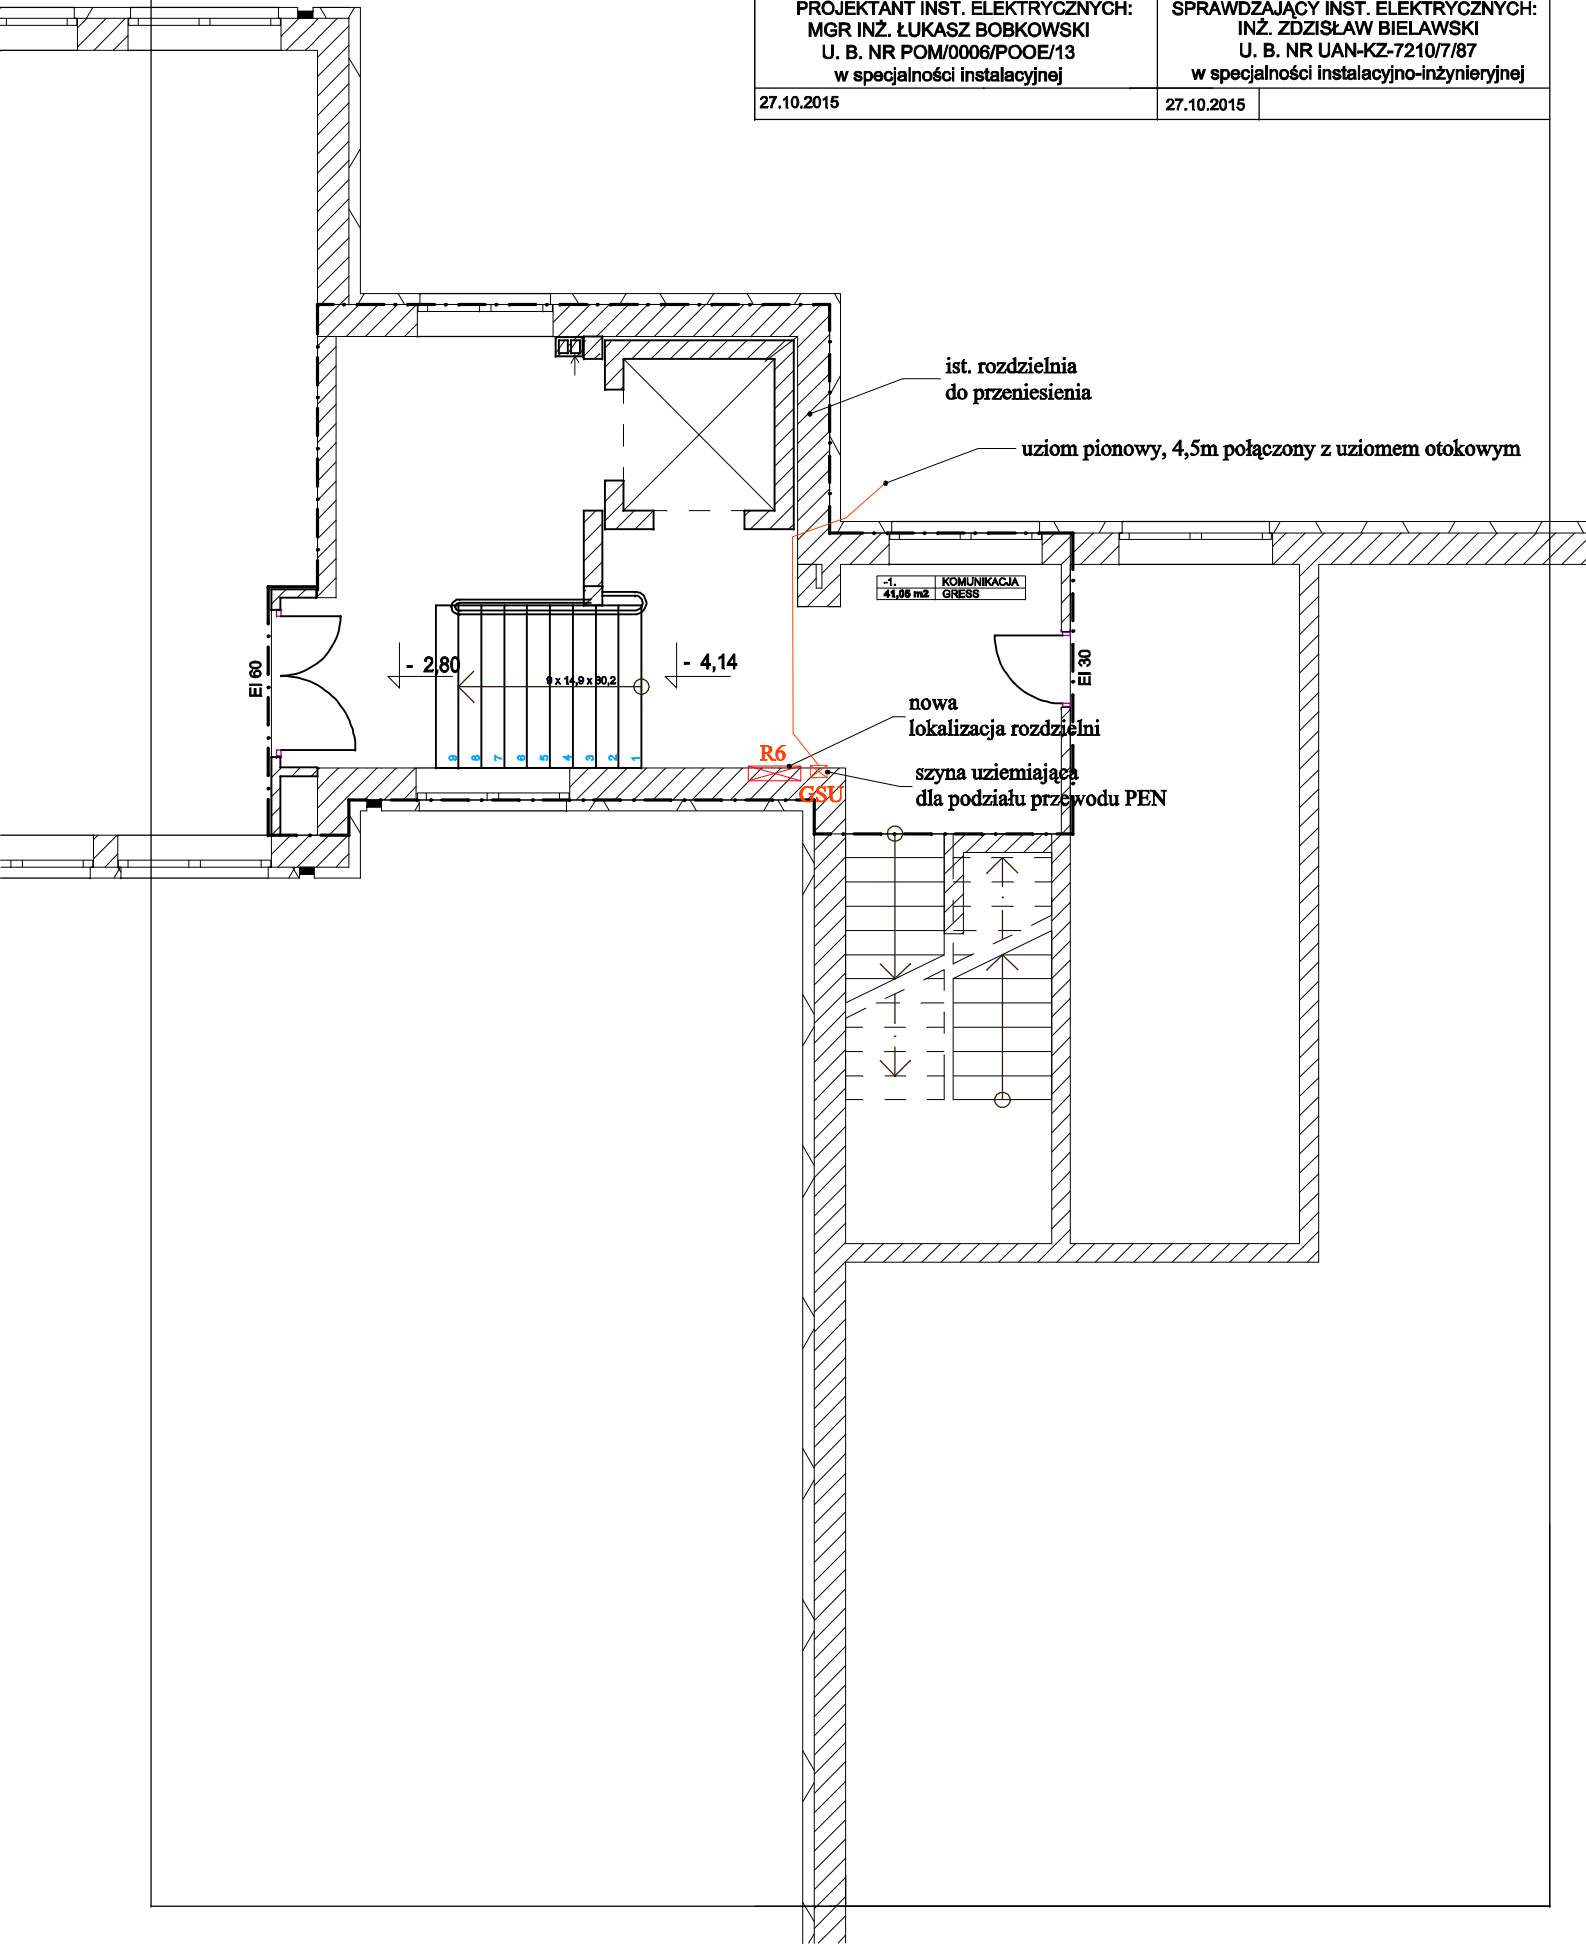 PROJEKTANT INST. ELEKTRYCZNYCH:
MGR INŻ. ŁUKASZ BOBKOWSKI
U. B. NR POM/0006/POOE/13
w specjalności instalacyjnej
27.10.2015
SPRAWDZAJĄCY INST. ELEKTRYCZNYCH:
INŻ. ZDZISŁAW BIELAWSKI
U. B. NR UAN-KZ-7210/7/87
w specjalności instalacyjno-inżynieryjnej
27.10.2015
ist. rozdzielnia
do przeniesienia
uziom pionowy, 4,5m połączony z uziomem otokowym
-1. KOMUNIKACJA
41,05 m2 GRESS
EI 60
- 2,80
9 x 14,9 x 30,2
- 4,14
EI 30
nowa
lokalizacja rozdzielni
9 8 7 6 5 4 3 2 1
R6
szyna uziemiająca
dla podziału przewodu PEN
GSU